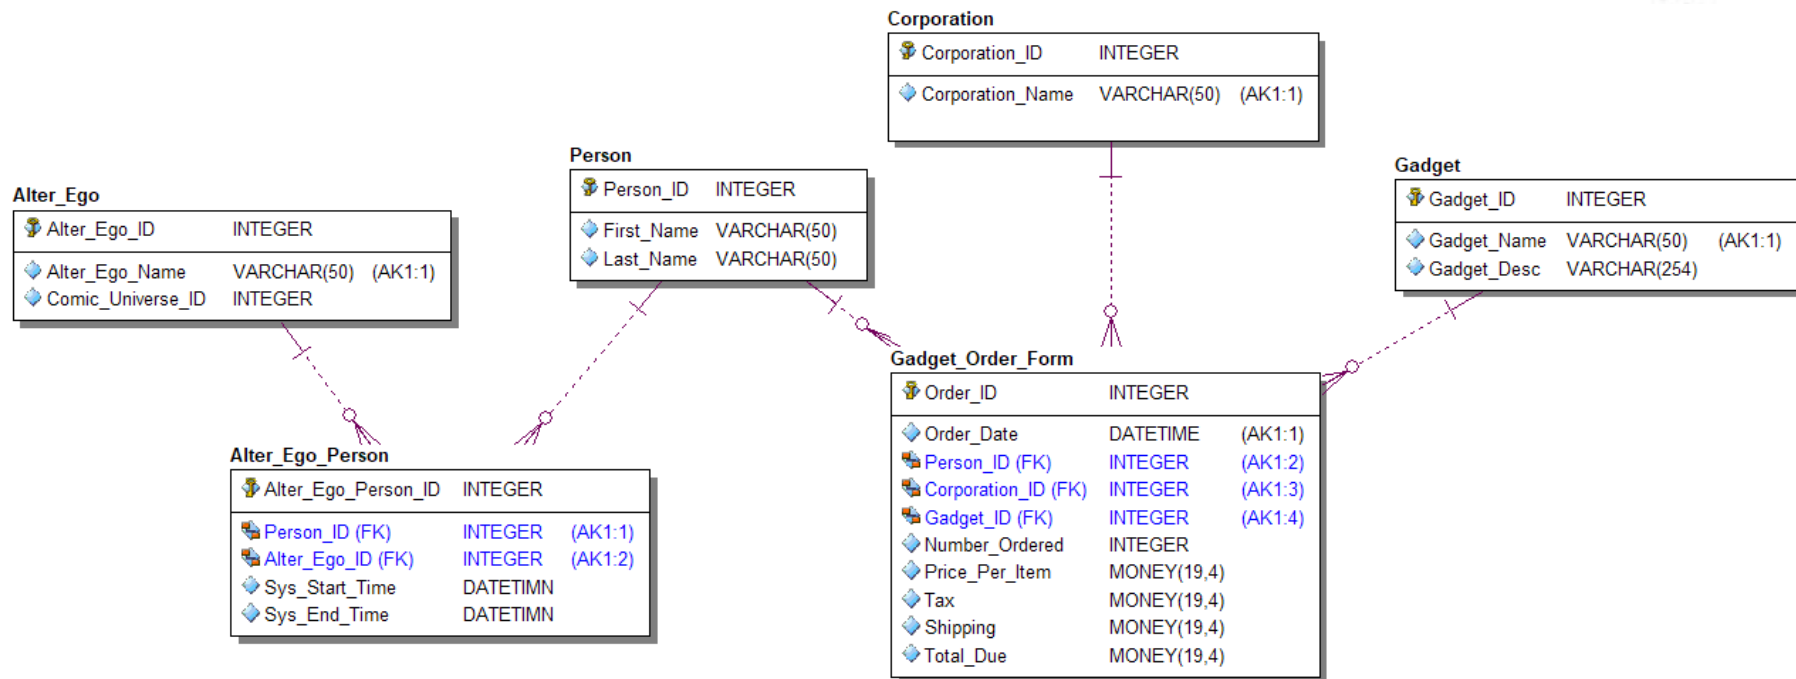 Corporation
Corporation_ID INTEGER
Corporation_Name VARCHAR(50) (AK1:1)
Person
Person_ID INTEGER
First_Name VARCHAR(50)
Last_Name VARCHAR(50)
Gadget
Gadget_ID INTEGER
Gadget_Name VARCHAR(50) (AK1:1)
Gadget_Desc VARCHAR(254)
Alter_Ego
Alter_Ego_ID INTEGER
Alter_Ego_Name VARCHAR(50) (AK1:1)
Comic_Universe_ID INTEGER
Gadget_Order_Form
Order_ID INTEGER
Order_Date DATETIME (AK1:1)
Person_ID (FK) INTEGER (AK1:2)
Corporation_ID (FK) INTEGER (AK1:3)
Gadget_ID (FK) INTEGER (AK1:4)
Number_Ordered INTEGER
Price_Per_Item MONEY(19,4)
Tax MONEY(19,4)
Shipping MONEY(19,4)
Total_Due MONEY(19,4)
Alter_Ego_Person
Alter_Ego_Person_ID INTEGER
Person_ID (FK) INTEGER (AK1:1)
Alter_Ego_ID (FK) INTEGER (AK1:2)
Sys_Start_Time DATETIMN
Sys_End_Time DATETIMN